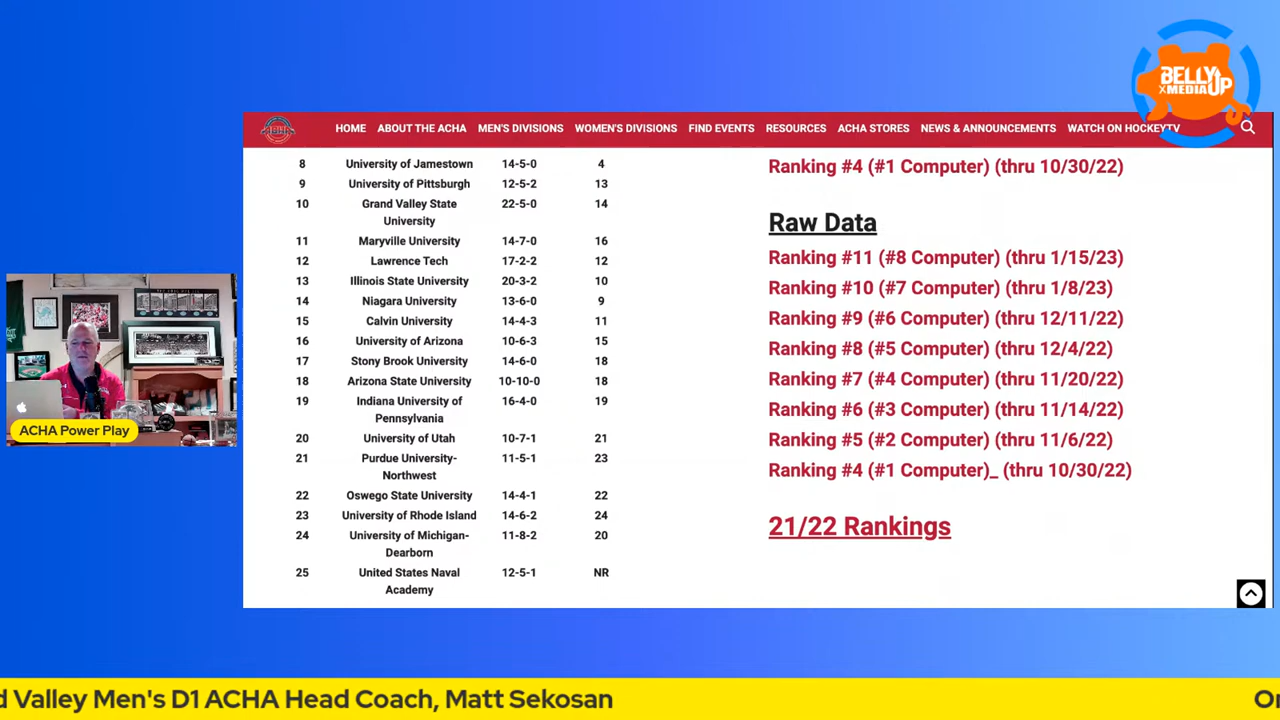 BELLY
UP
x MEDIA
HOME ABOUT THE ACHA MEN'S DIVISIONS WOMEN'S DIVISIONS FIND EVENTS RESOURCES ACHA STORES NEWS & ANNOUNCEMENTS WATCH ON HOCKEYTV
ACHA
8 University of Jamestown 14-5-0 4
9 University of Pittsburgh 12-5-2 13
10 Grand Valley State 22-5-0 14
University
11 Maryville University 14-7-0 16
12 Lawrence Tech 17-2-2 12
13 Illinois State University 20-3-2 10
14 Niagara University 13-6-0 9
15 Calvin University 14-4-3 11
16 University of Arizona 10-6-3 15
17 Stony Brook University 14-6-0 18
18 Arizona State University 10-10-0 18
19 Indiana University of 16-4-0 19
Pennsylvania
20 University of Utah 10-7-1 21
21 Purdue University- 11-5-1 23
Northwest
22 Oswego State University 14-4-1 22
23 University of Rhode Island 14-6-2 24
24 University of Michigan- 11-8-2 20
Dearborn
25 United States Naval 12-5-1 NR
Academy
Ranking #4 (#1 Computer) (thru 10/30/22)
Raw Data
Ranking #11 (#8 Computer) (thru 1/15/23)
Ranking #10 (#7 Computer) (thru 1/8/23)
Ranking #9 (#6 Computer) (thru 12/11/22)
Ranking #8 (#5 Computer) (thru 12/4/22)
Ranking #7 (#4 Computer) (thru 11/20/22)
Ranking #6 (#3 Computer) (thru 11/14/22)
Ranking #5 (#2 Computer) (thru 11/6/22)
Ranking #4 (#1 Computer)_ (thru 10/30/22)
21/22 Rankings
ACHA Power Play
d Valley Men's D1 ACHA Head Coach, Matt Sekosan
On